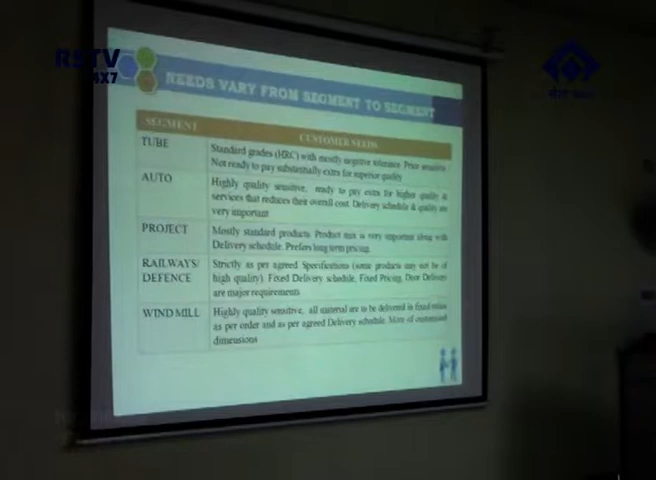 RSTV
4X7
NEEDS VARY FROM SEGMENT TO SEGMENT
SEGMENT
CUSTOMER NEEDS
TUBE
Standard grades (HRC) with mostly negative tolerance. Price sensitive /
Not ready to pay substantially extra for superior quality
AUTO
Highly quality sensitive, ready to pay extra for higher quality &
services that reduces their overall cost. Delivery schedule & quality are
very important
PROJECT
Mostly standard products. Product mix is very important along with
Delivery schedule. Prefers long term pricing.
RAILWAYS/
DEFENCE
Strictly as per agreed Specifications (some products may not be of
high quality). Fixed Delivery schedule, Fixed Pricing, Door Delivery
are major requirements
WIND MILL
Highly quality sensitive, all material are to be delivered in fixed
as per order and as per agreed Delivery schedule. More of customised
dimensions